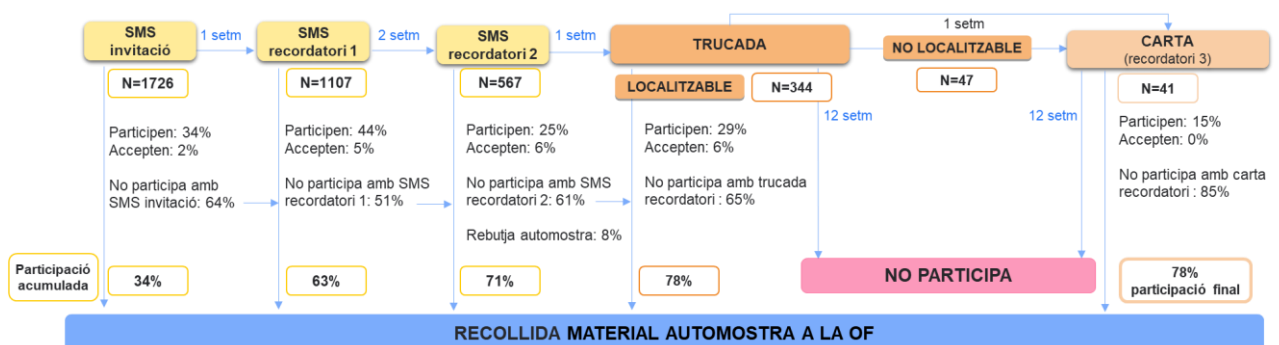 SMS
invitació
1 setm
SMS
recordatori 1
2 setm
SMS
recordatori 2
1 setm
TRUCADA
1 setm
NO LOCALITZABLE
CARTA
(recordatori 3)
N=1726
N=1107
N=567
LOCALITZABLE
N=344
N=47
N=41
12 setm
12 setm
Participen: 34%
Accepten: 2%
No participa amb
SMS invitació: 64%
Participen: 44%
Accepten: 5%
No participa amb SMS
recordatori 1: 51%
Participen: 25%
Accepten: 6%
No participa amb SMS
recordatori 2: 61%
Rebutja automostra: 8%
Participen: 29%
Accepten: 6%
No participa amb trucada
recordatori : 65%
Participen: 15%
Accepten: 0%
No participa amb carta
recordatori : 85%
Participació
acumulada
34%
63%
71%
78%
NO PARTICIPA
78%
participació final
RECOLLIDA MATERIAL AUTOMOSTRA A LA OF